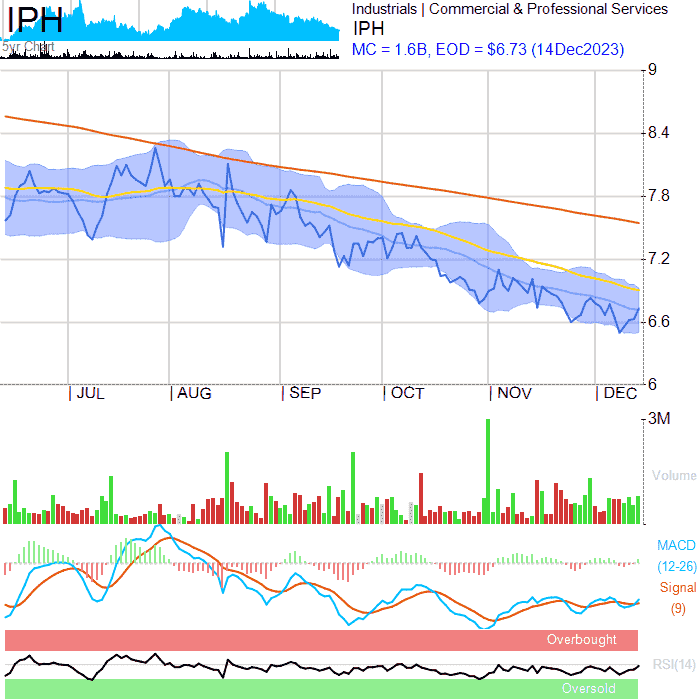 IPH
5yr Chart
Industrials | Commercial & Professional Services
IPH
MC = 1.6B, EOD = $6.73 (14Dec2023)
9
8.4
7.8
7.2
6.6
6
JUL
AUG
SEP
OCT
NOV
DEC
3M
Volume
MACD
(12-26)
Signal
(9)
Overbought
RSI(14)
Oversold